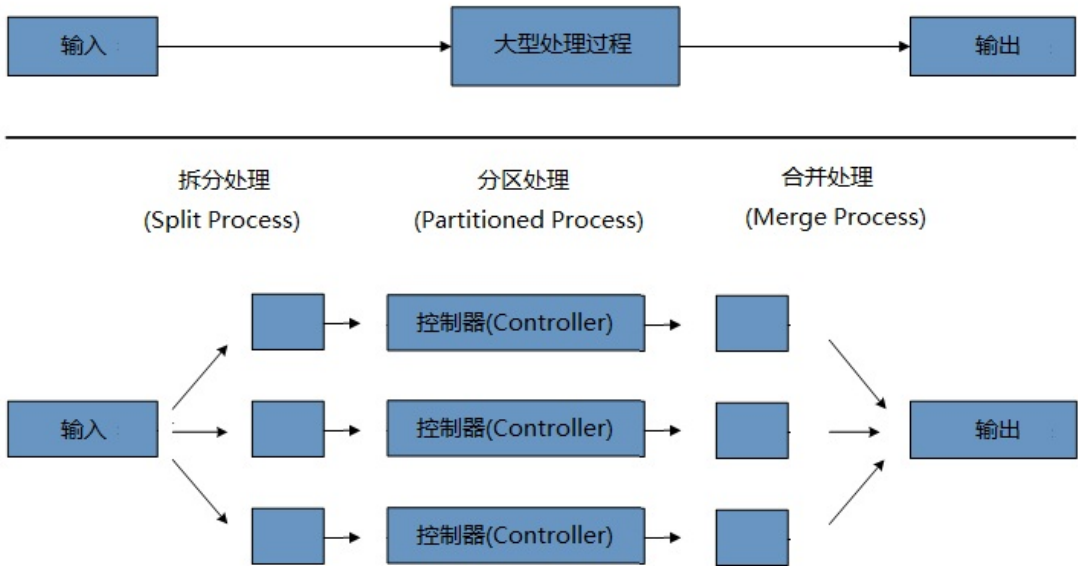 输入
大型处理过程
输出
拆分处理
(Split Process)
分区处理
(Partitioned Process)
合并处理
(Merge Process)
控制器(Controller)
输入
控制器(Controller)
输出
控制器(Controller)